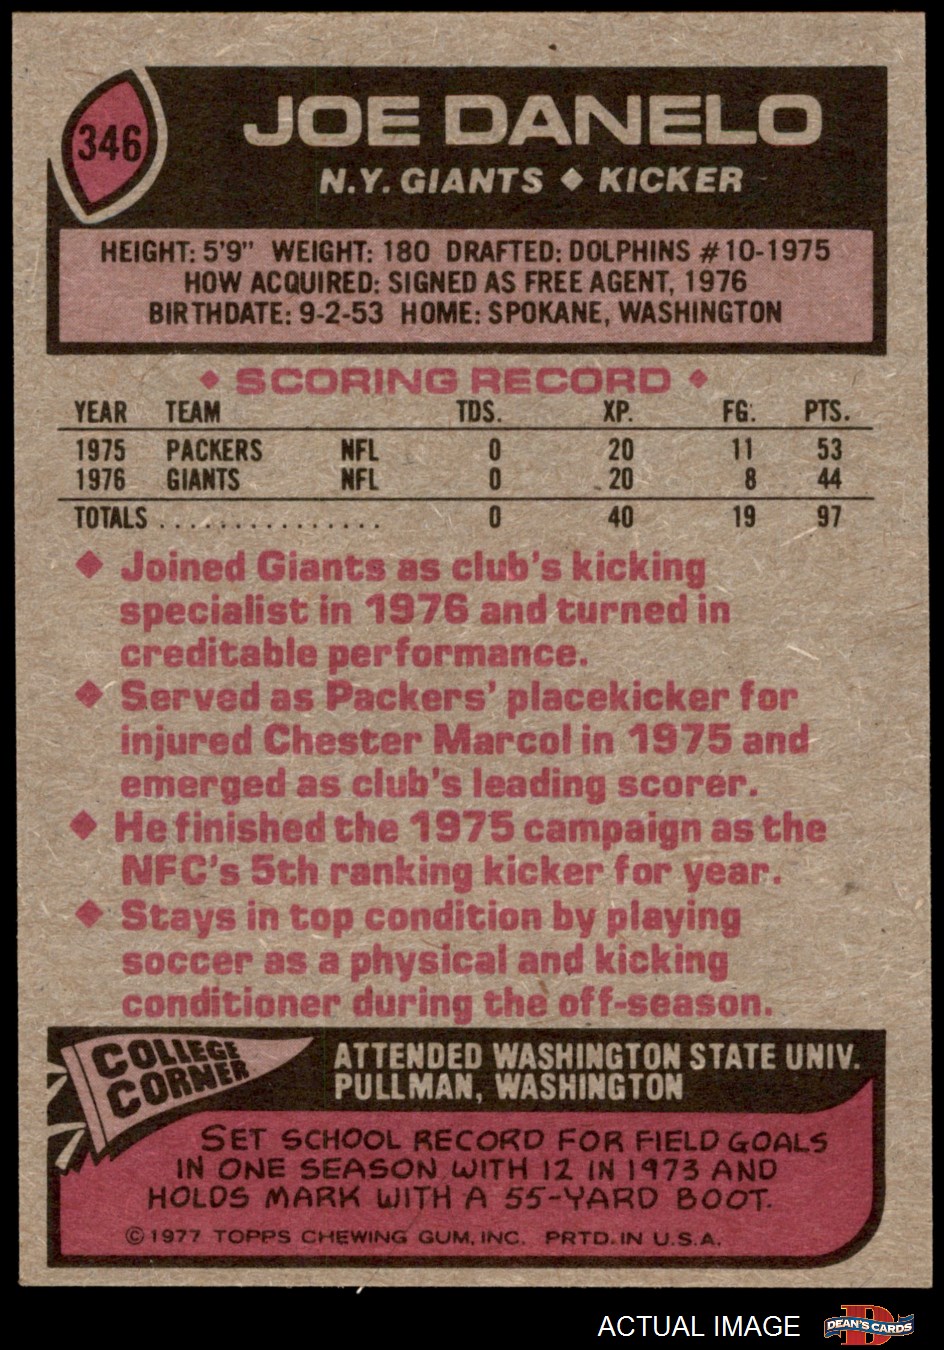 346
JOE DANELO
N.Y. GIANTS ◆ KICKER
HEIGHT: 5'9" WEIGHT: 180 DRAFTED: DOLPHINS #10-1975
HOW ACQUIRED: SIGNED AS FREE AGENT, 1976
BIRTHDATE: 9-2-53 HOME: SPOKANE, WASHINGTON
◆ SCORING RECORD ◆
YEAR TEAM TDS. XP. FG. PTS.
1975 PACKERS NFL 0 20 11 53
1976 GIANTS NFL 0 20 8 44
TOTALS ................ 0 40 19 97
◆ Joined Giants as club's kicking
specialist in 1976 and turned in
creditable performance.
◆ Served as Packers' placekicker for
injured Chester Marcol in 1975 and
emerged as club's leading scorer.
◆ He finished the 1975 campaign as the
NFC's 5th ranking kicker for year.
◆ Stays in top condition by playing
soccer as a physical and kicking
conditioner during the off-season.
COLLEGE
CORNER
ATTENDED WASHINGTON STATE UNIV.
PULLMAN, WASHINGTON
SET SCHOOL RECORD FOR FIELD GOALS
IN ONE SEASON WITH 12 IN 1973 AND
HOLDS MARK WITH A 55-YARD BOOT.
©1977 TOPPS CHEWING GUM, INC. PRTD. IN U.S.A.
ACTUAL IMAGE
D
DEAN'S CARDS